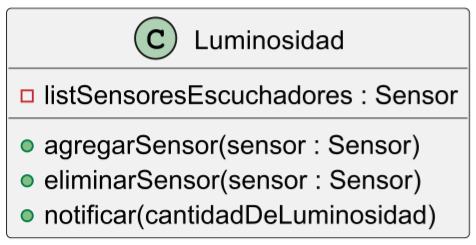 C Luminosidad
listSensoresEscuchadores : Sensor
agregarSensor(sensor : Sensor)
eliminarSensor(sensor : Sensor)
notificar(cantidadDeLuminosidad)